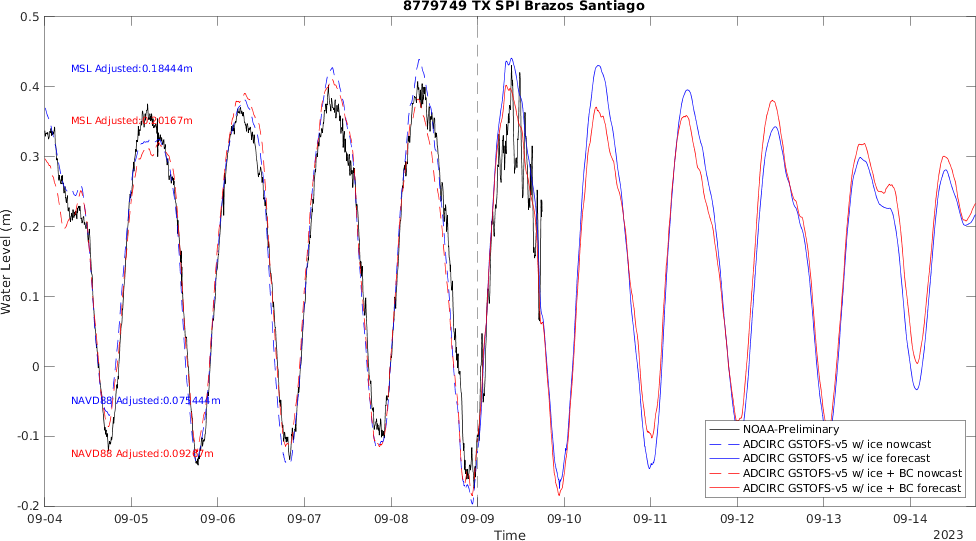 8779749 TX SPI Brazos Santiago
0.5
0.4
0.3
0.2
0.1
0
-0.1
-0.2
Water Level (m)
MSL Adjusted:0.18444m
MSL Adjusted:0.20167m
NAVD88 Adjusted:0.075444m
NAVD88 Adjusted:
NOAA-Preliminary
ADCIRC GSTOFS-v5 w/ ice nowcast
ADCIRC GSTOFS-v5 w/ ice forecast
ADCIRC GSTOFS-v5 w/ ice + BC nowcast
ADCIRC GSTOFS-v5 w/ ice + BC forecast
09-04 09-05 09-06 09-07 09-08 09-09 09-10 09-11 09-12 09-13 09-14
Time
2023